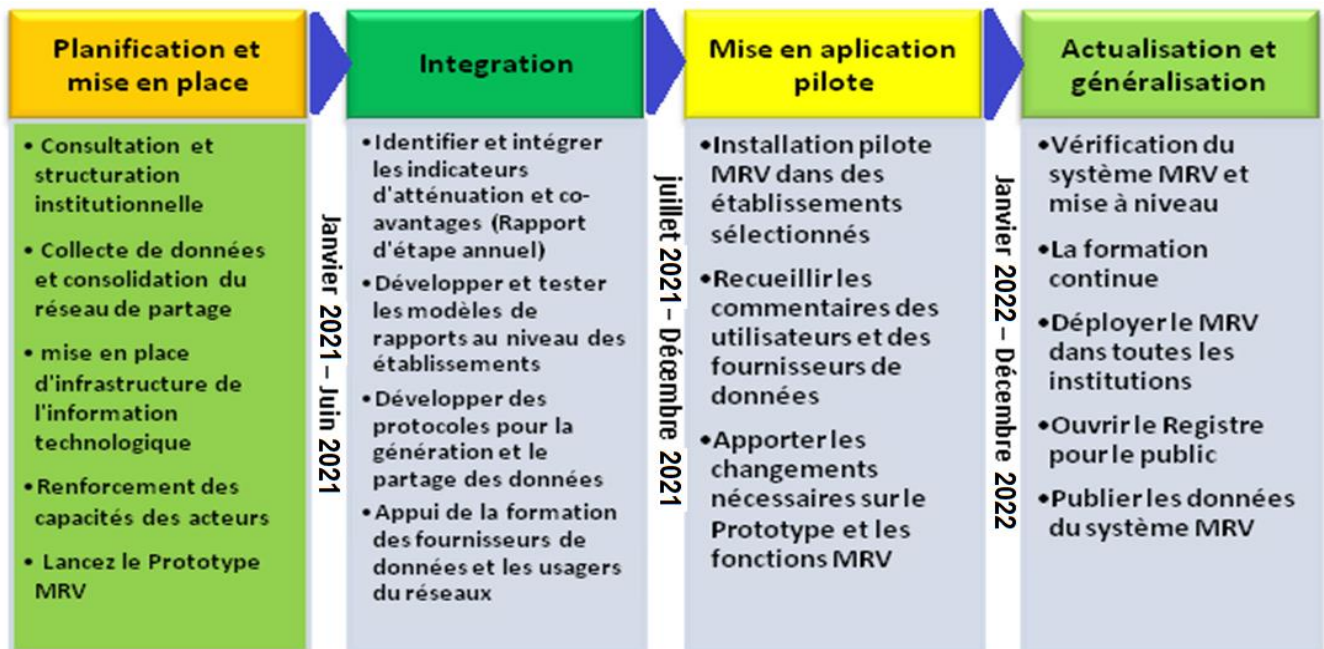 Planification et
mise en place
• Consultation et
structuration
institutionnelle
• Collecte de données
et consolidation du
réseau de partage
• mise en place
d'infrastructure de
l'information
technologique
• Renforcement des
capacités des acteurs
• Lancez le Prototype
MRV
Janvier 2021 – Juin 2021
Integration
• Identifier et intégrer
les indicateurs
d'atténuation et co-
avantages (Rapport
d'étape annuel)
• Développer et tester
les modèles de
rapports au niveau des
établissements
• Développer des
protocoles pour la
génération et le
partage des données
• Appui de la formation
des fournisseurs de
données et les usagers
du réseaux
juillet 2021 – Décembre 2021
Mise en aplication
pilote
• Installation pilote
MRV dans des
établissements
sélectionnés
• Recueillir les
commentaires des
utilisateurs et des
fournisseurs de
données
• Apporter les
changements
nécessaires sur le
Prototype et les
fonctions MRV
Janvier 2022 – Décembre 2022
Actualisation et
généralisation
• Vérification du
système MRV et
mise à niveau
• La formation
continue
• Déployer le MRV
dans toutes les
institutions
• Ouvrir le Registre
pour le public
• Publier les données
du système MRV